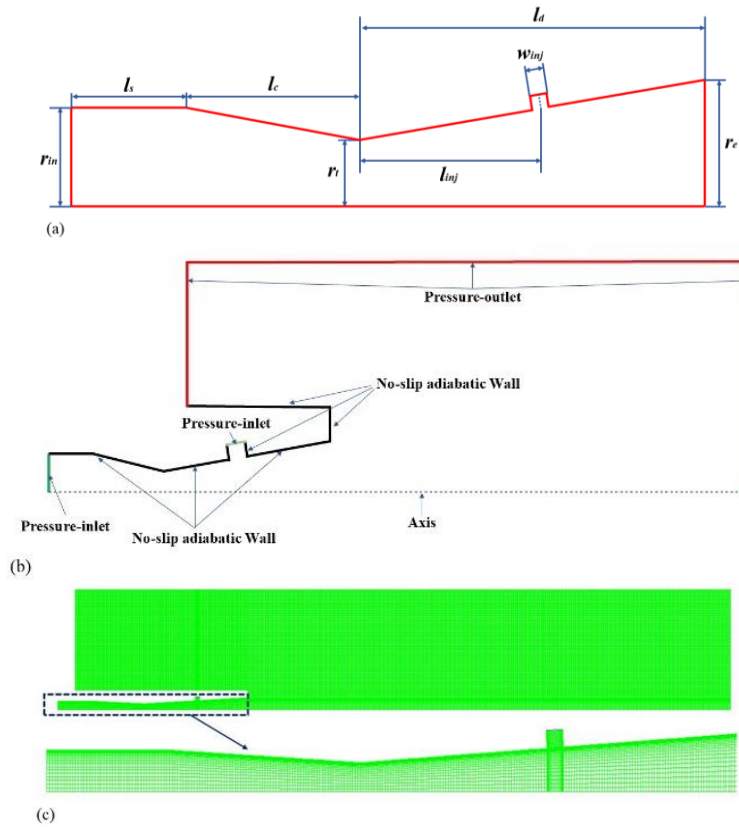 l_d
w_inj
l_s
l_c
r_in
r_t
l_inj
r_e
(a)
Pressure-outlet
No-slip adiabatic Wall
Pressure-inlet
Pressure-inlet
No-slip adiabatic Wall
Axis
(b)
(c)